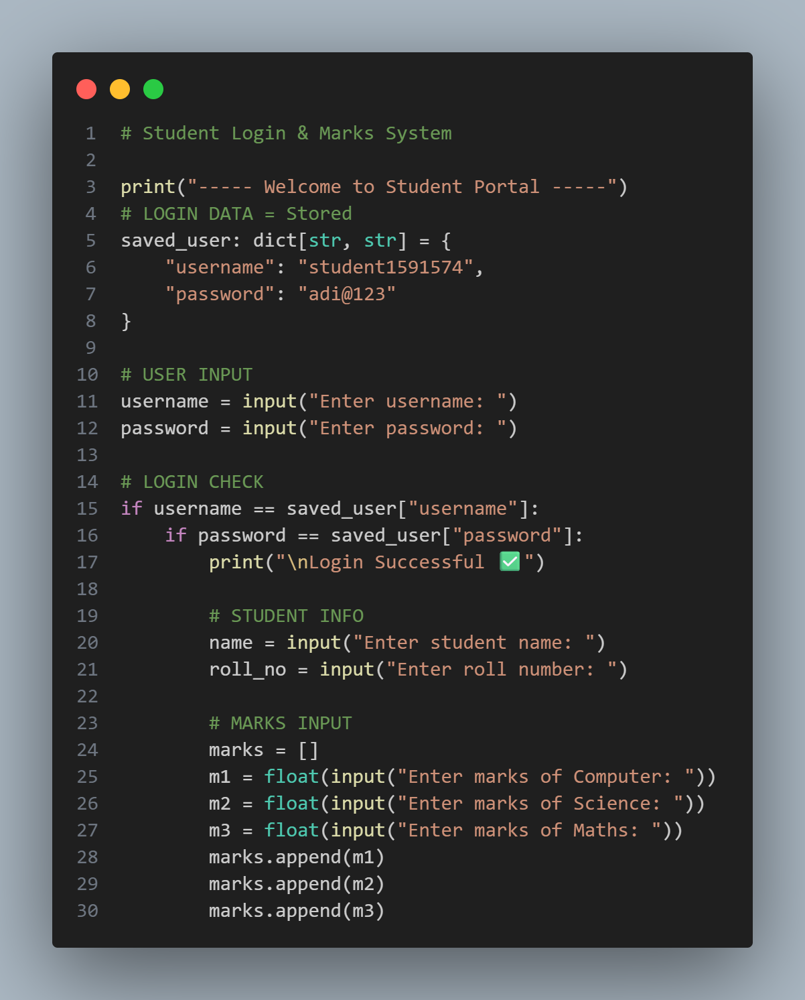 1 # Student Login & Marks System
2
3 print("----- Welcome to Student Portal -----")
4 # LOGIN DATA = Stored
5 saved_user: dict[str, str] = {
6     "username": "student1591574",
7     "password": "adi@123"
8 }
9
10 # USER INPUT
11 username = input("Enter username: ")
12 password = input("Enter password: ")
13
14 # LOGIN CHECK
15 if username == saved_user["username"]:
16     if password == saved_user["password"]:
17         print("\nLogin Successful ✅")
18
19         # STUDENT INFO
20         name = input("Enter student name: ")
21         roll_no = input("Enter roll number: ")
22
23         # MARKS INPUT
24         marks = []
25         m1 = float(input("Enter marks of Computer: "))
26         m2 = float(input("Enter marks of Science: "))
27         m3 = float(input("Enter marks of Maths: "))
28         marks.append(m1)
29         marks.append(m2)
30         marks.append(m3)